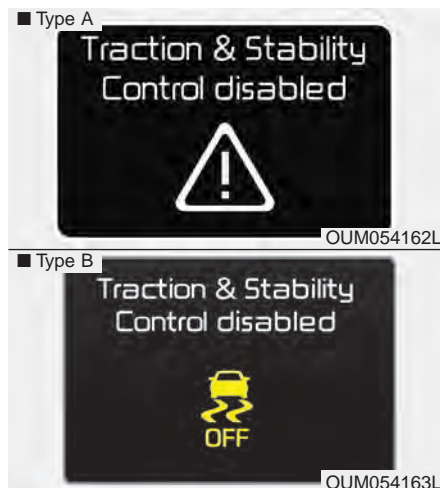 ■ Type A
Traction & Stability
Control disabled
OUM054162L
■ Type B
Traction & Stability
Control disabled
OFF
OUM054163L